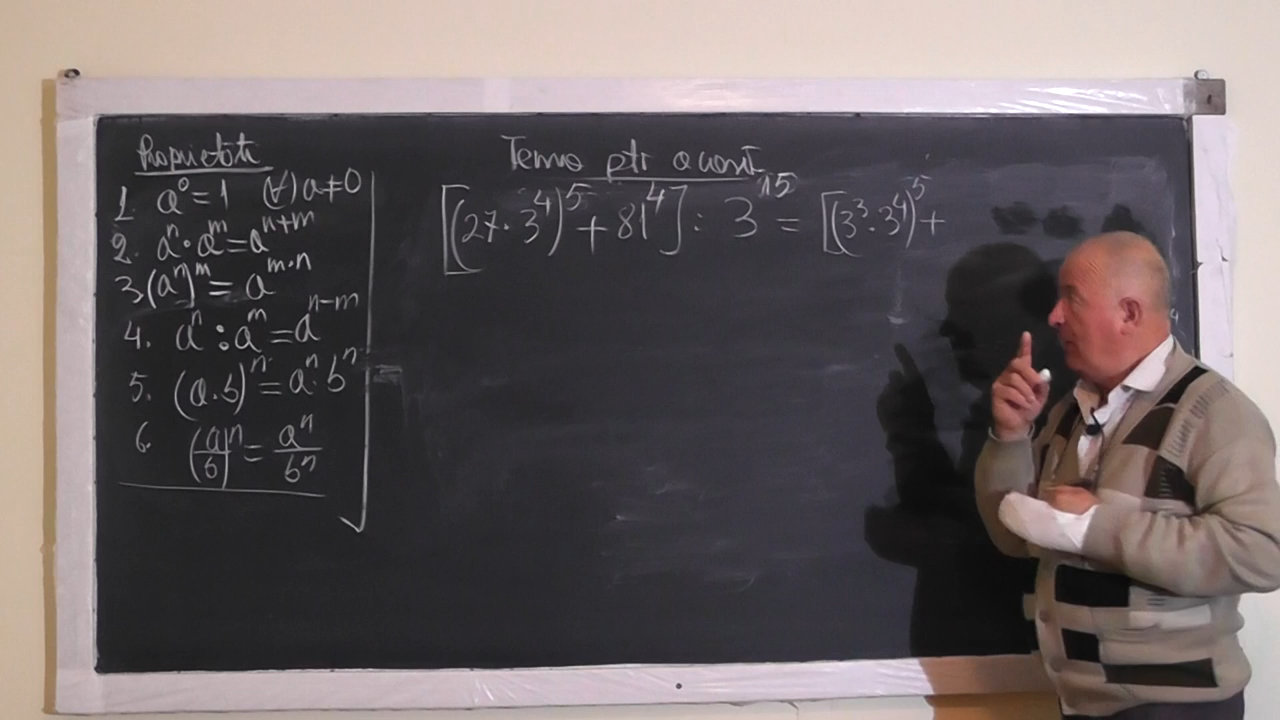 Proprietăți
1. a⁰ = 1 (∀) a ≠ 0
2. aⁿ · aᵐ = aⁿ⁺ᵐ
3. (aⁿ)ᵐ = aᵐ·ⁿ
4. aⁿ : aᵐ = aⁿ⁻ᵐ
5. (a·b)ⁿ = aⁿ · bⁿ
6. (a/b)ⁿ = aⁿ/bⁿ
Tema ptr acasă
[(27·3⁴)⁵ + 81⁴] : 3¹⁵ = [(3³·3⁴)⁵ +